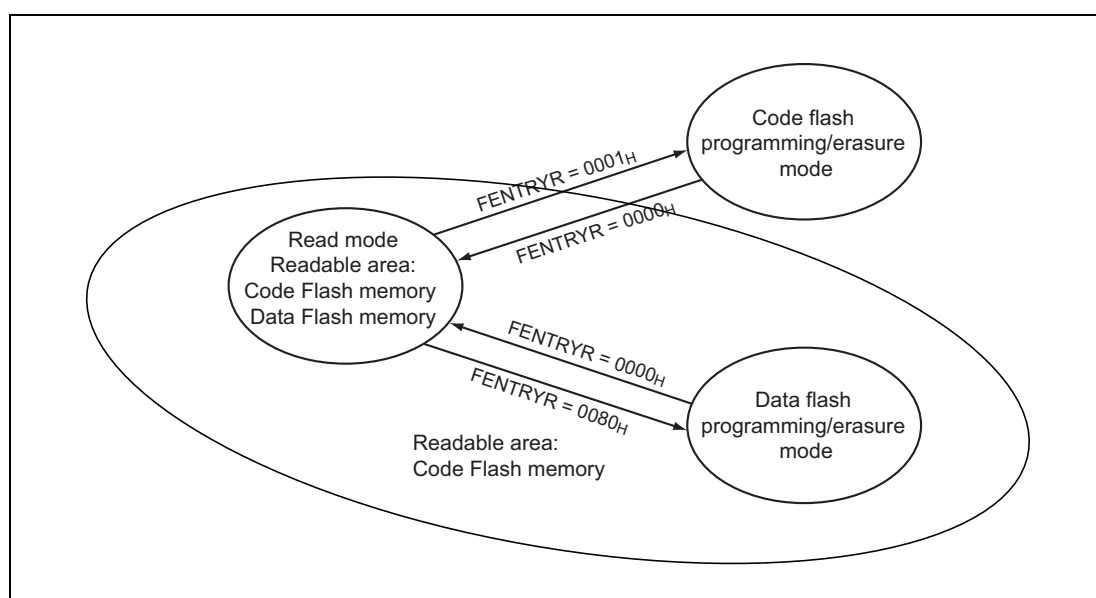 Code flash
programming/erasure
mode
FENTRYR = 0001H
FENTRYR = 0000H
Read mode
Readable area:
Code Flash memory
Data Flash memory
FENTRYR = 0000H
FENTRYR = 0080H
Data flash
programming/erasure
mode
Readable area:
Code Flash memory